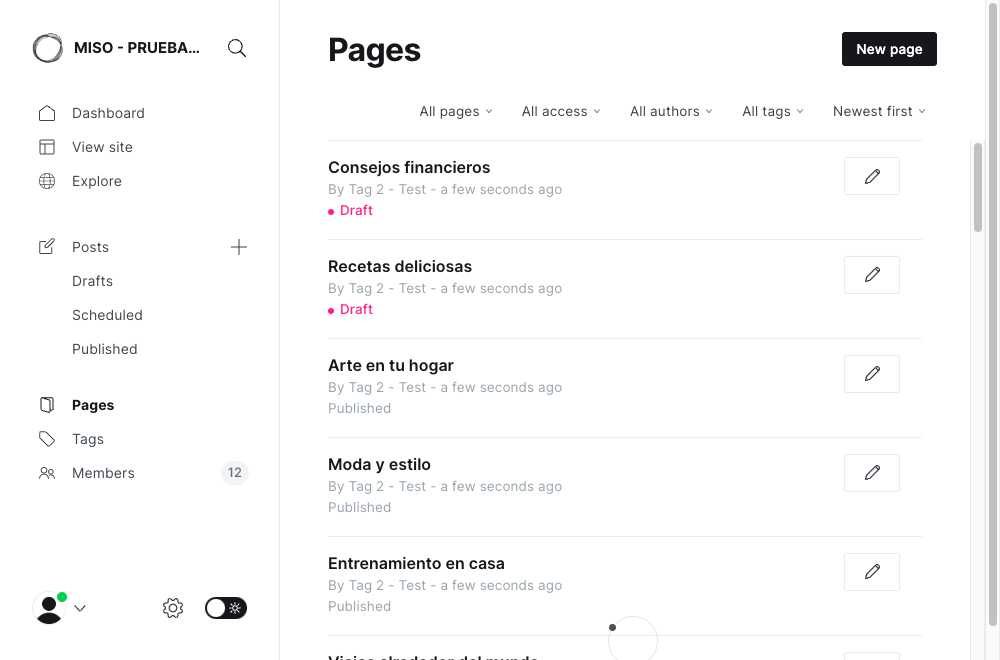 MISO - PRUEBA...
Dashboard
View site
Explore
Posts
Drafts
Scheduled
Published
Pages
Tags
Members
12
Pages
New page
All pages
All access
All authors
All tags
Newest first
Consejos financieros
By Tag 2 - Test - a few seconds ago
Draft
Recetas deliciosas
By Tag 2 - Test - a few seconds ago
Draft
Arte en tu hogar
By Tag 2 - Test - a few seconds ago
Published
Moda y estilo
By Tag 2 - Test - a few seconds ago
Published
Entrenamiento en casa
By Tag 2 - Test - a few seconds ago
Published
Viajes alrededor del mundo